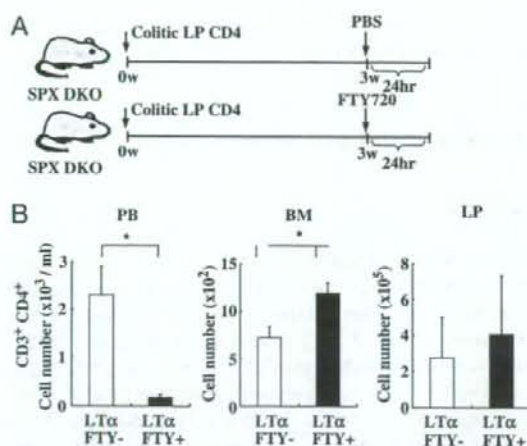 A
Colitic LP CD4
PBS
0w
3w
24hr
SPX DKO
Colitic LP CD4
FTY720
0w
3w
24hr
SPX DKO
B
PB
BM
LP
*
*
CD3+ CD4+
Cell number (x10³ / ml)
3
2
1
0
Cell number (x10²)
15
10
5
0
Cell number (x10⁵)
8
6
4
2
0
LTα LTα
FTY- FTY+
LTα LTα
FTY- FTY+
LTα LTα
FTY- FTY+